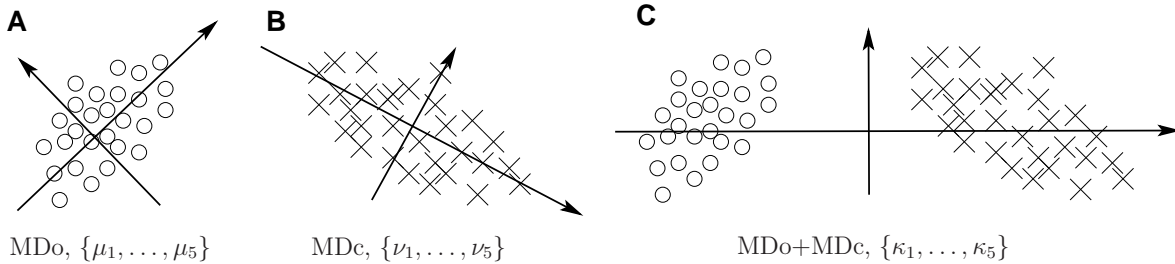 A
B
C
MDo, {μ₁, . . . , μ₅}
MDc, {ν₁, . . . , ν₅}
MDo+MDc, {κ₁, . . . , κ₅}